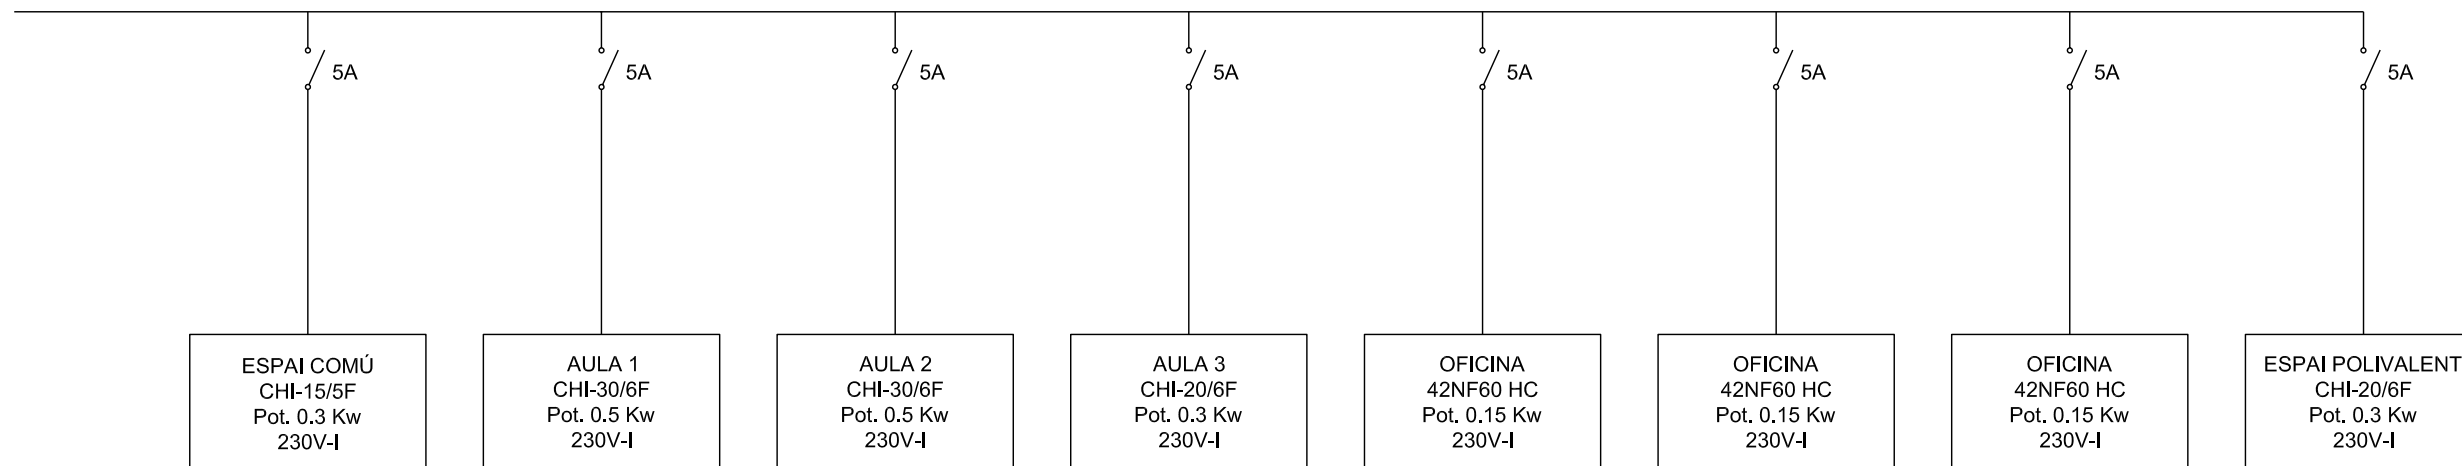 5A
5A
5A
5A
5A
5A
5A
5A
ESPAI COMÚ
CHI-15/5F
Pot. 0.3 Kw
230V-I
AULA 1
CHI-30/6F
Pot. 0.5 Kw
230V-I
AULA 2
CHI-30/6F
Pot. 0.5 Kw
230V-I
AULA 3
CHI-20/6F
Pot. 0.3 Kw
230V-I
OFICINA
42NF60 HC
Pot. 0.15 Kw
230V-I
OFICINA
42NF60 HC
Pot. 0.15 Kw
230V-I
OFICINA
42NF60 HC
Pot. 0.15 Kw
230V-I
ESPAI POLIVALENT
CHI-20/6F
Pot. 0.3 Kw
230V-I